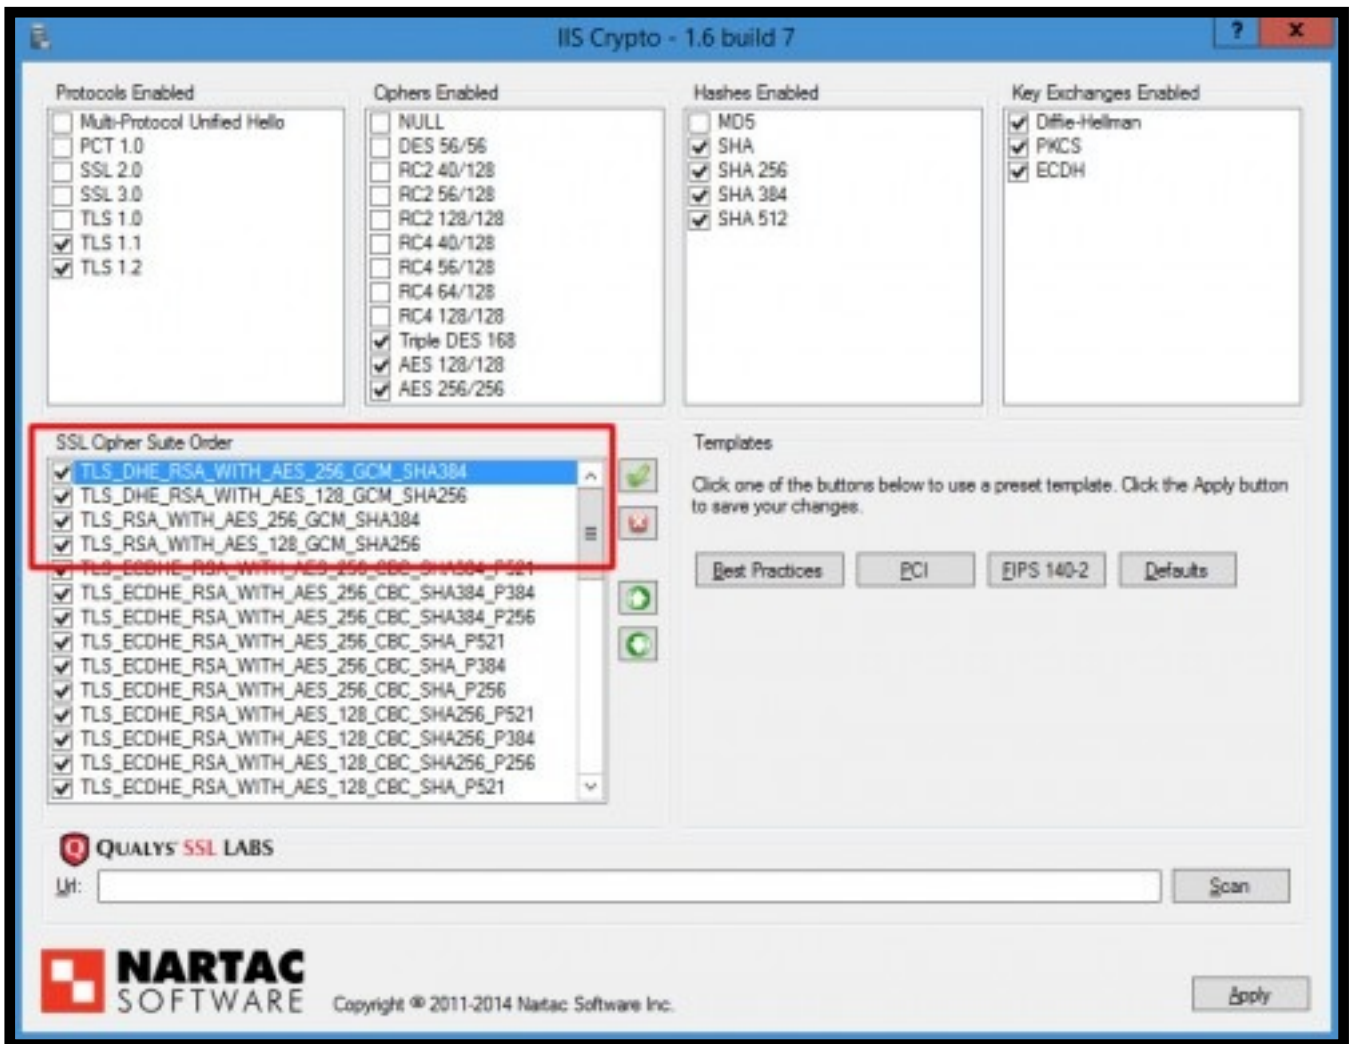 IIS Crypto - 1.6 build 7
?
x
Protocols Enabled
Multi-Protocol Unified Hello
PCT 1.0
SSL 2.0
SSL 3.0
TLS 1.0
TLS 1.1
TLS 1.2
Ciphers Enabled
NULL
DES 56/56
RC2 40/128
RC2 56/128
RC2 128/128
RC4 40/128
RC4 56/128
RC4 64/128
RC4 128/128
Triple DES 168
AES 128/128
AES 256/256
Hashes Enabled
MD5
SHA
SHA 256
SHA 384
SHA 512
Key Exchanges Enabled
Diffie-Hellman
PKCS
ECDH
SSL Cipher Suite Order
TLS_DHE_RSA_WITH_AES_256_GCM_SHA384
TLS_DHE_RSA_WITH_AES_128_GCM_SHA256
TLS_RSA_WITH_AES_256_GCM_SHA384
TLS_RSA_WITH_AES_128_GCM_SHA256
TLS_ECDHE_RSA_WITH_AES_256_CBC_SHA384_P521
TLS_ECDHE_RSA_WITH_AES_256_CBC_SHA384_P384
TLS_ECDHE_RSA_WITH_AES_256_CBC_SHA384_P256
TLS_ECDHE_RSA_WITH_AES_256_CBC_SHA_P521
TLS_ECDHE_RSA_WITH_AES_256_CBC_SHA_P384
TLS_ECDHE_RSA_WITH_AES_256_CBC_SHA_P256
TLS_ECDHE_RSA_WITH_AES_128_CBC_SHA256_P521
TLS_ECDHE_RSA_WITH_AES_128_CBC_SHA256_P384
TLS_ECDHE_RSA_WITH_AES_128_CBC_SHA256_P256
TLS_ECDHE_RSA_WITH_AES_128_CBC_SHA_P521
Templates
Click one of the buttons below to use a preset template. Click the Apply button
to save your changes.
Best Practices
PCI
FIPS 140-2
Defaults
Q QUALYS' SSL LABS
Url:
Scan
NARTAC
SOFTWARE
Copyright © 2011-2014 Nartac Software Inc.
Apply